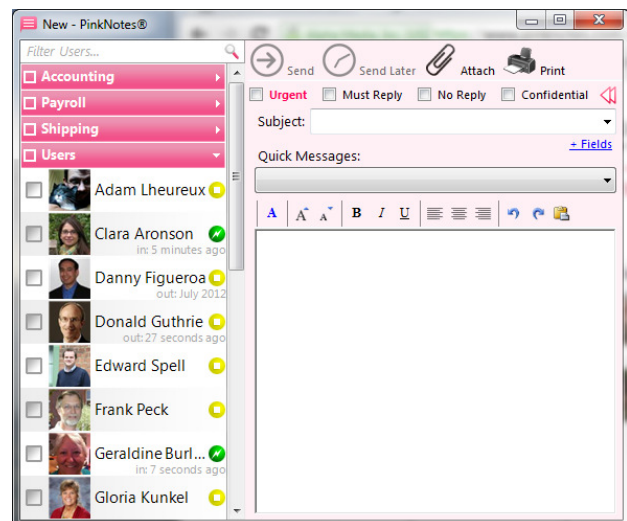 New - PinkNotes®
Filter Users...
Accounting
Payroll
Shipping
Users
Adam Lheureux
Clara Aronson
in: 5 minutes ago
Danny Figueroa
out: July 2012
Donald Guthrie
out: 27 seconds ago
Edward Spell
Frank Peck
Geraldine Burl...
in: 7 seconds ago
Gloria Kunkel
Send Send Later Attach Print
Urgent Must Reply No Reply Confidential
Subject:
+ Fields
Quick Messages:
A A A B I U